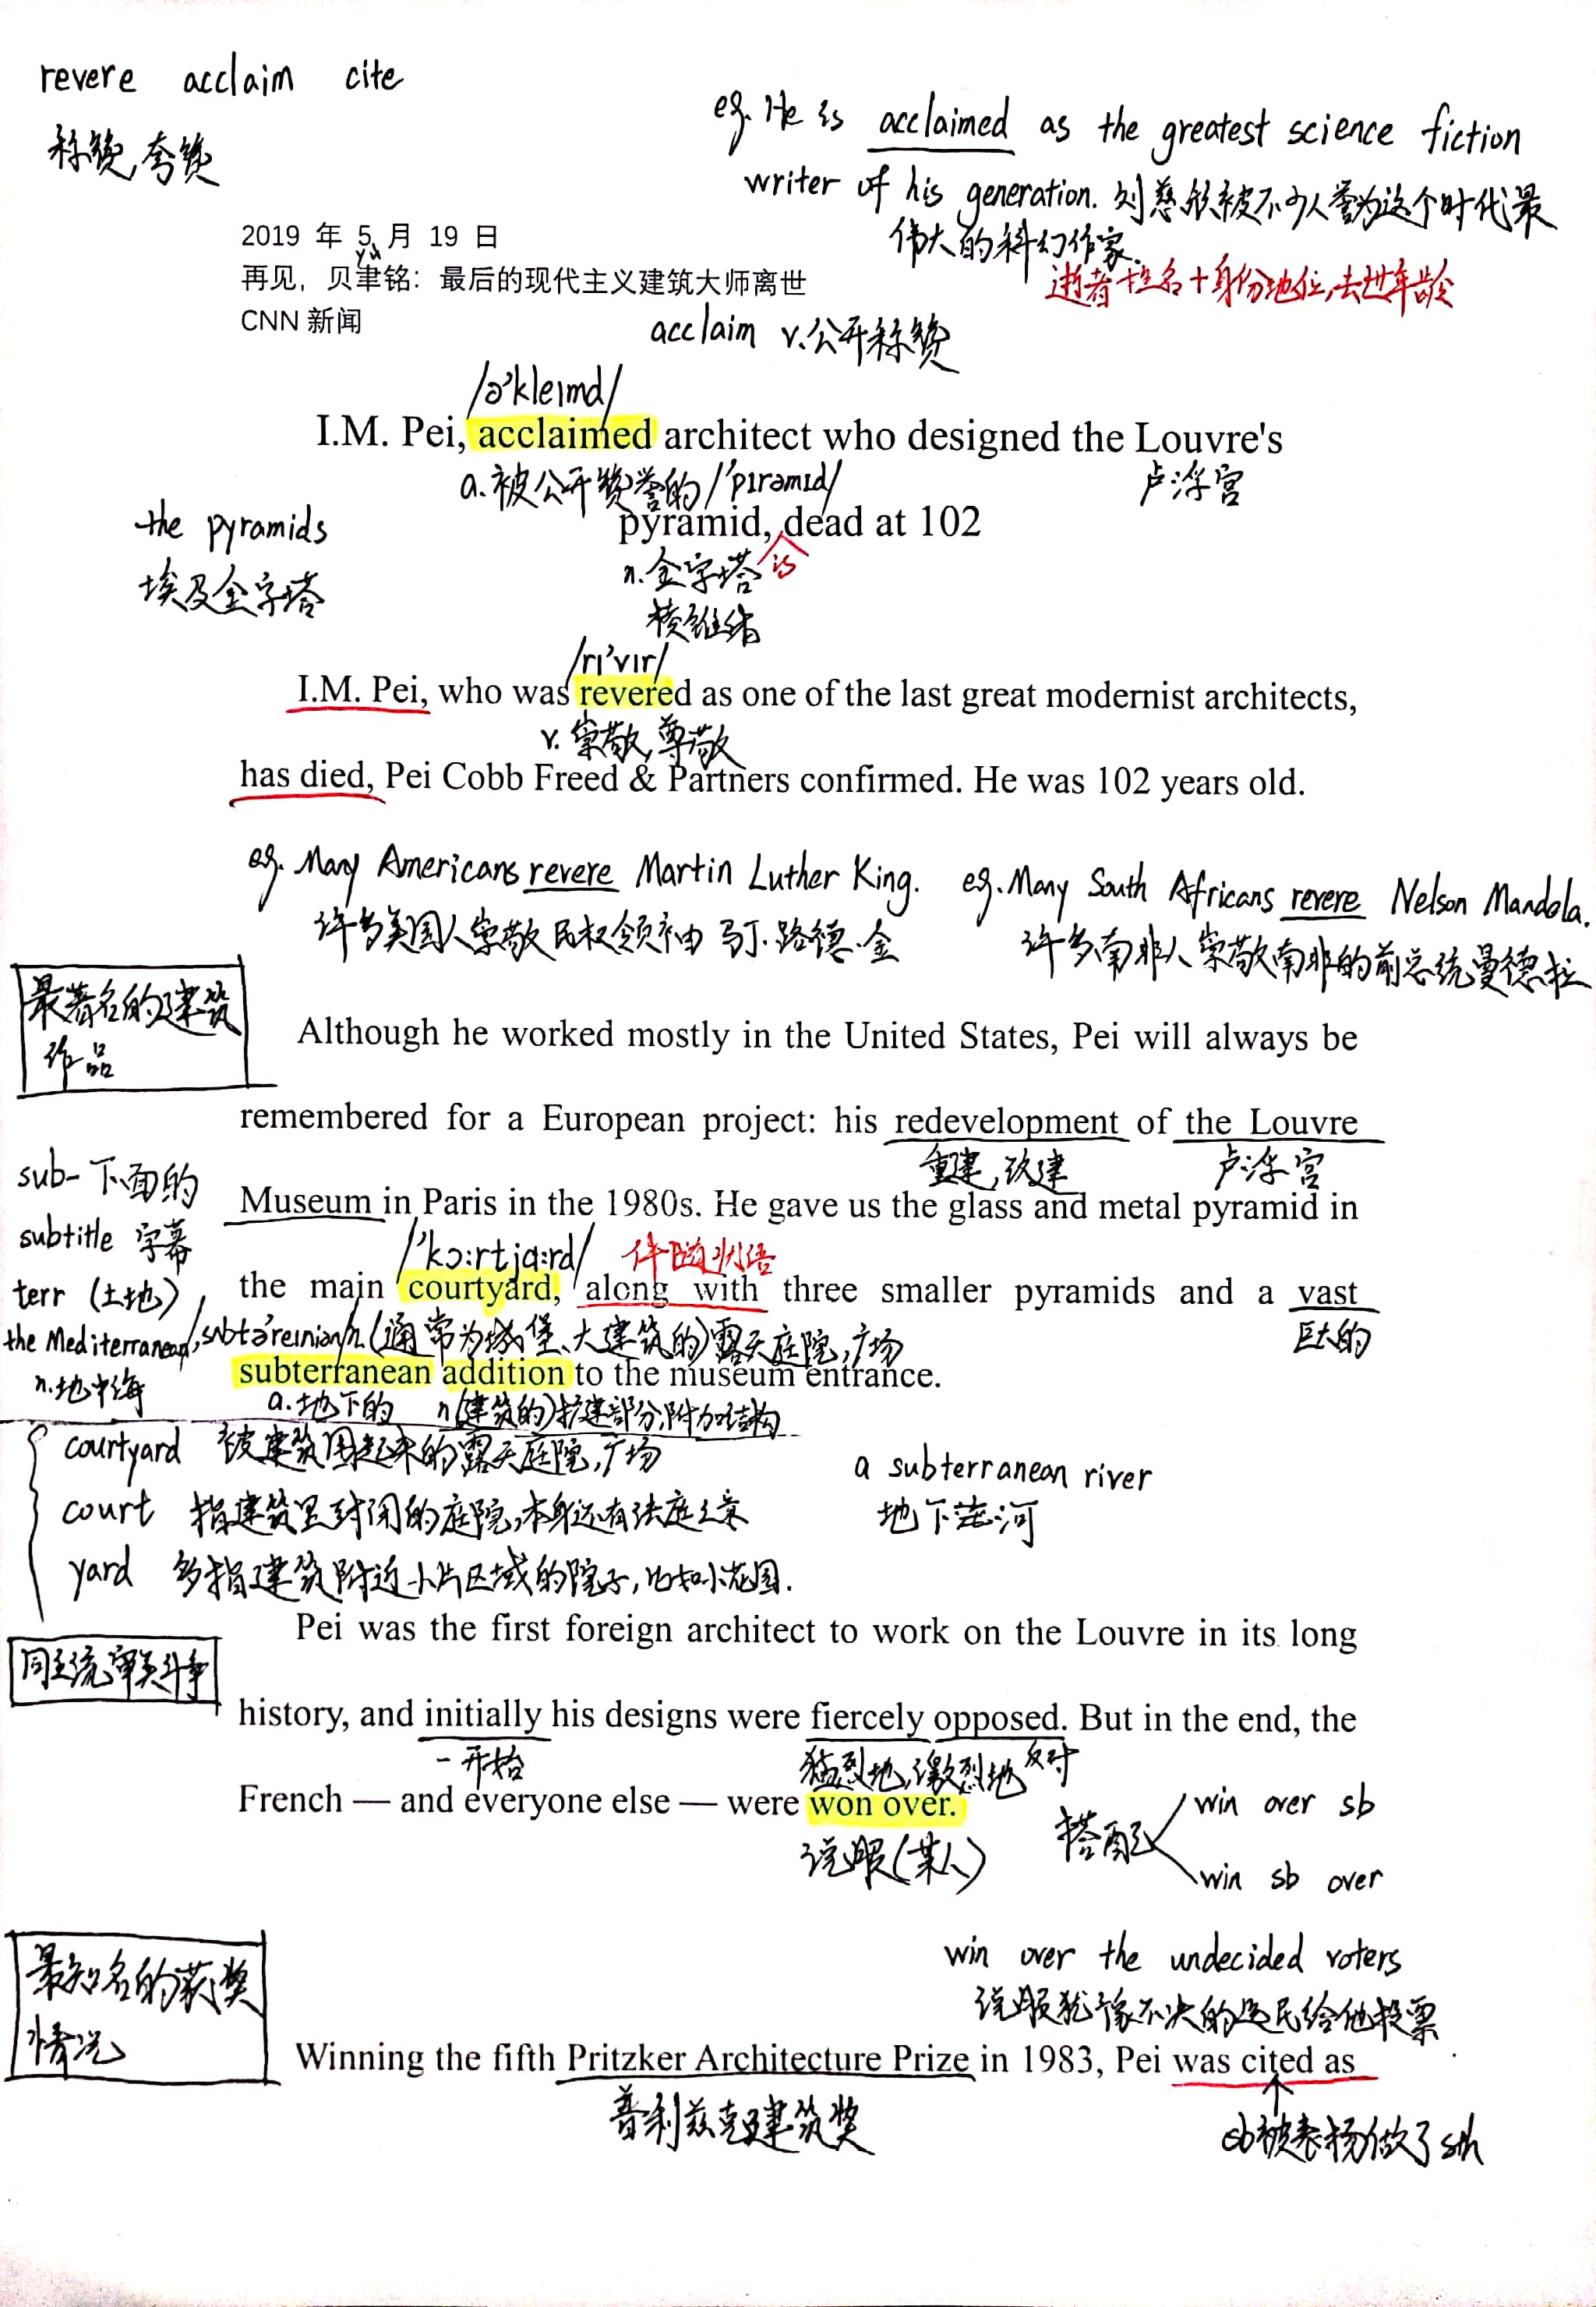 revere acclaim cite
称赞,夸赞
eg. He is acclaimed as the greatest science fiction
writer of his generation. 刘慈欣被不少人誉为这个时代最
伟大的科幻作家.
逝者+姓名+身份地位,去世年龄
2019 年 5 月 19 日
yù
再见，贝聿铭：最后的现代主义建筑大师离世
CNN 新闻
acclaim v.公开称赞
/ə'kleɪmd/
I.M. Pei, acclaimed architect who designed the Louvre's
a.被公开赞誉的 /'pɪrəmɪd/
卢浮宫
the pyramids
埃及金字塔
pyramid, dead at 102
is
n.金字塔
棱锥结
/rɪ'vɪr/
I.M. Pei, who was revered as one of the last great modernist architects,
v. 崇敬,尊敬
has died, Pei Cobb Freed & Partners confirmed. He was 102 years old.
eg. Many Americans revere Martin Luther King.
许多美国人崇敬民权领袖马丁·路德·金
eg. Many South Africans revere Nelson Mandola.
许多南非人崇敬南非的前总统曼德拉
最著名的建筑
作品
Although he worked mostly in the United States, Pei will always be
remembered for a European project: his redevelopment of the Louvre
重建,改建
卢浮宫
sub- 下面的
subtitle 字幕
terr (土地)
the Mediterranean
n.地中海
Museum in Paris in the 1980s. He gave us the glass and metal pyramid in
/'kɔ:rtjɑ:rd/
伴随状语
the main courtyard, along with three smaller pyramids and a vast
/sʌbtə'reɪniən/
n.(通常为城堡、大建筑的)露天庭院,广场
巨大的
subterranean addition to the museum entrance.
a.地下的
n(建筑的)扩建部分,附加结构
courtyard 被建筑围起来的露天庭院,广场
court 指建筑里封闭的庭院,本身还有法庭之意
yard 多指建筑附近小片区域的院子,比如小花园.
a subterranean river
地下河
Pei was the first foreign architect to work on the Louvre in its long
同主流审美斗争
history, and initially his designs were fiercely opposed. But in the end, the
一开始
猛烈地,激烈地
反对
French — and everyone else — were won over.
说服(某人)
搭配
win over sb
win sb over
win over the undecided voters
说服犹豫不决的选民给他投票
最知名的获奖
情况
Winning the fifth Pritzker Architecture Prize in 1983, Pei was cited as
普利兹克建筑奖
sb被表扬做了sth